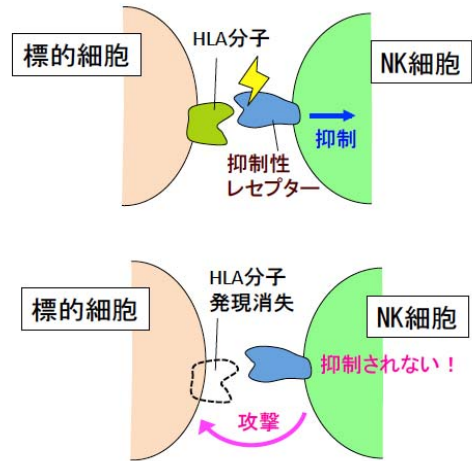 HLA分子
標的細胞
NK細胞
抑制
抑制性
レセプター
HLA分子
発現消失
標的細胞
NK細胞
抑制されない！
攻撃